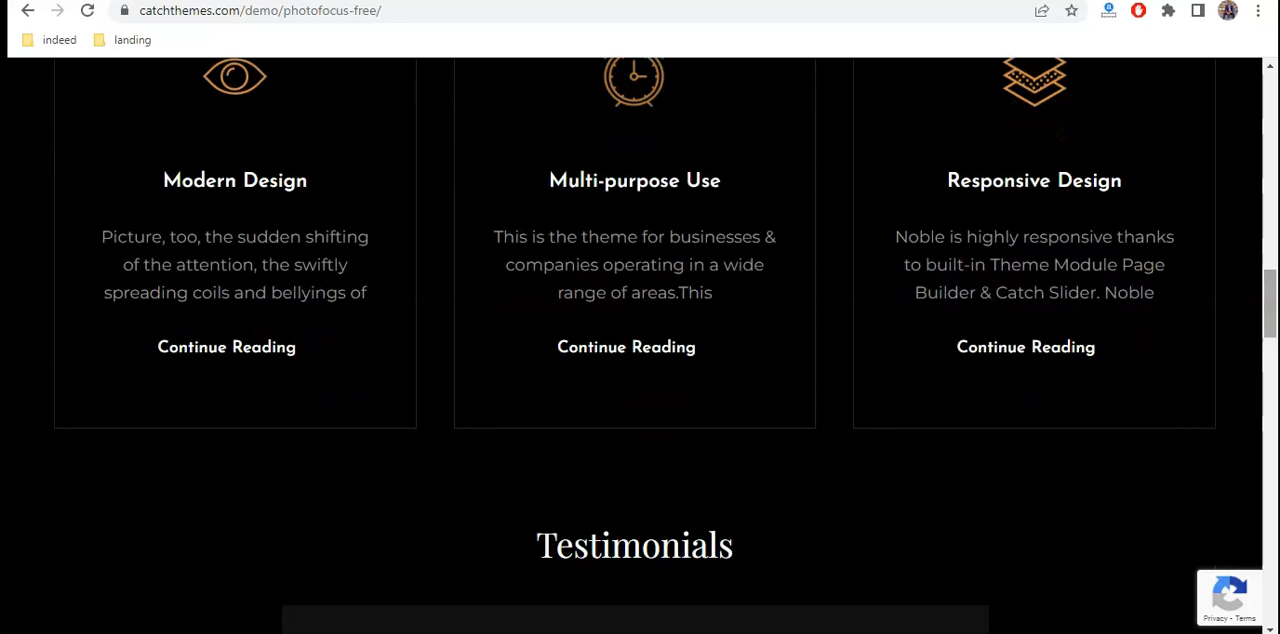 catchthemes.com/demo/photofocus-free/
indeed
landing
Modern Design
Picture, too, the sudden shifting
of the attention, the swiftly
spreading coils and bellyings of
Continue Reading
Multi-purpose Use
This is the theme for businesses &
companies operating in a wide
range of areas.This
Continue Reading
Responsive Design
Noble is highly responsive thanks
to built-in Theme Module Page
Builder & Catch Slider. Noble
Continue Reading
Testimonials
Privacy - Terms